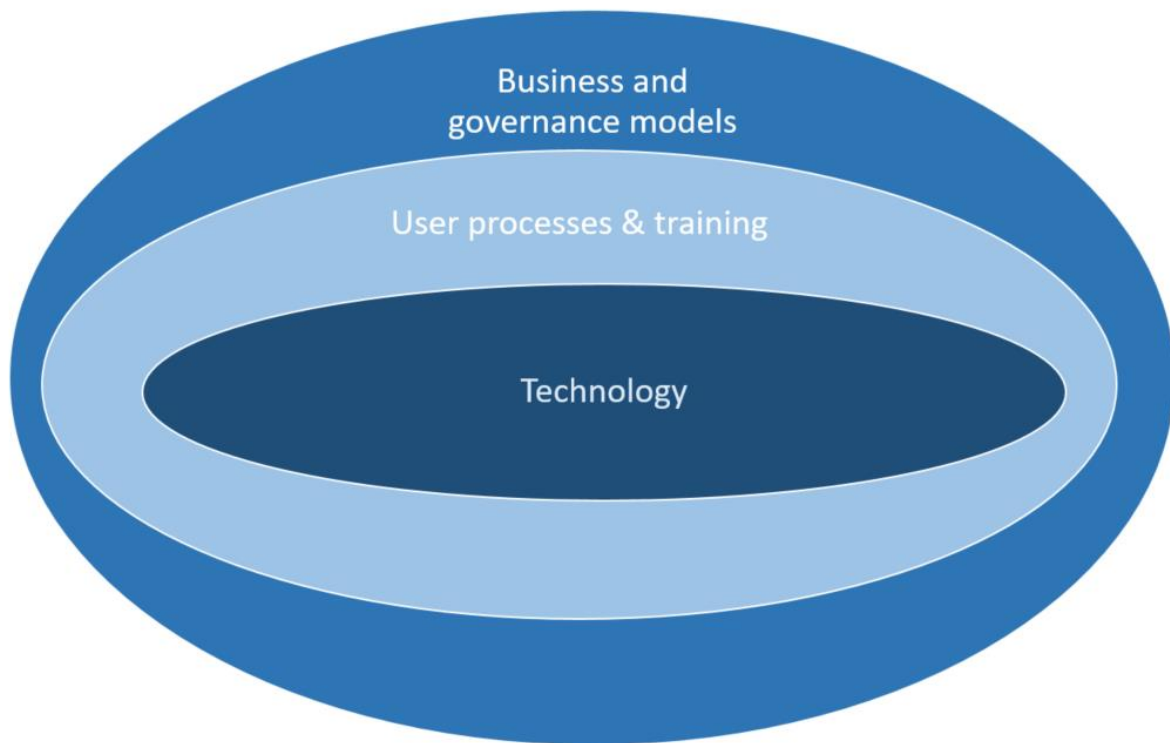 Business and
governance models
User processes & training
Technology